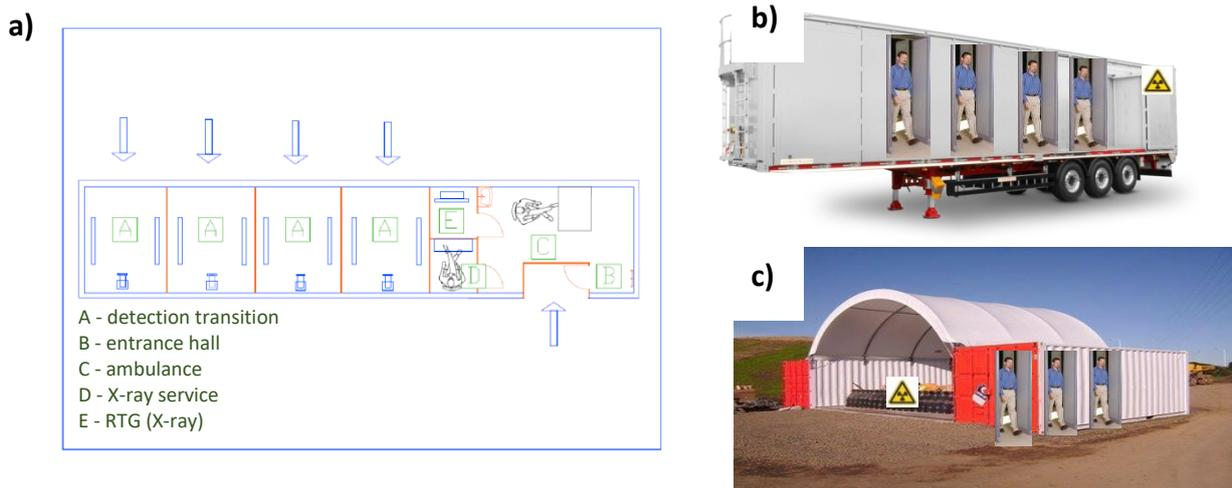 a)
A
A
A
A
E
C
D
B
A - detection transition
B - entrance hall
C - ambulance
D - X-ray service
E - RTG (X-ray)
b)
c)